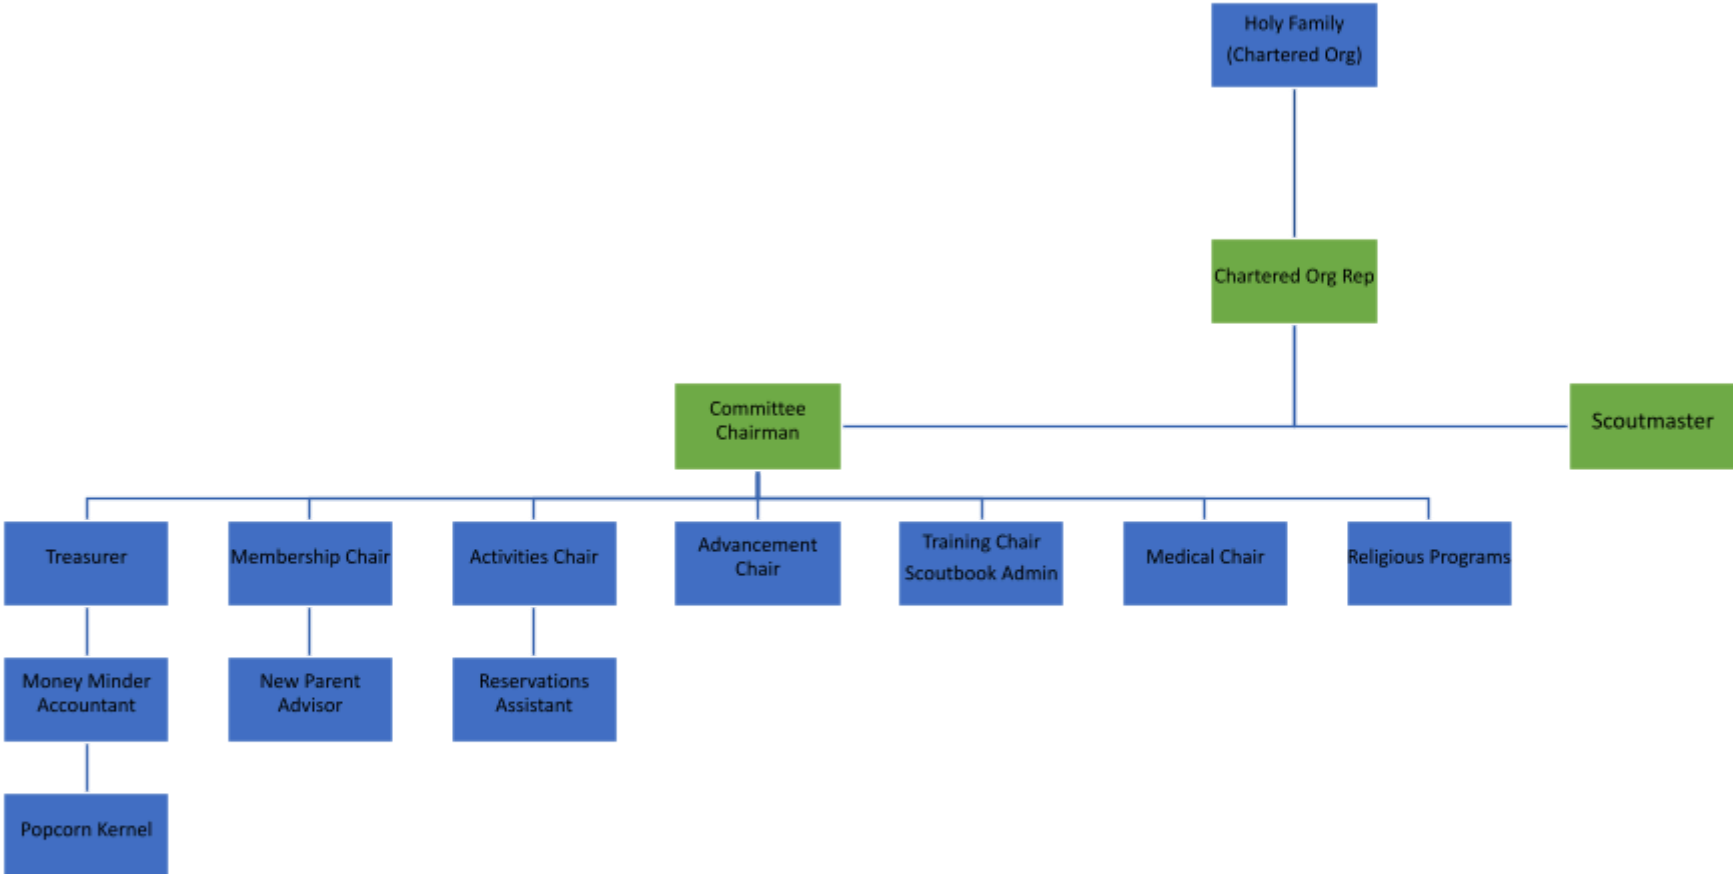 Holy Family
(Chartered Org)
Chartered Org Rep
Committee
Chairman
Scoutmaster
Treasurer
Membership Chair
Activities Chair
Advancement
Chair
Training Chair
Scoutbook Admin
Medical Chair
Religious Programs
Money Minder
Accountant
New Parent
Advisor
Reservations
Assistant
Popcorn Kernel